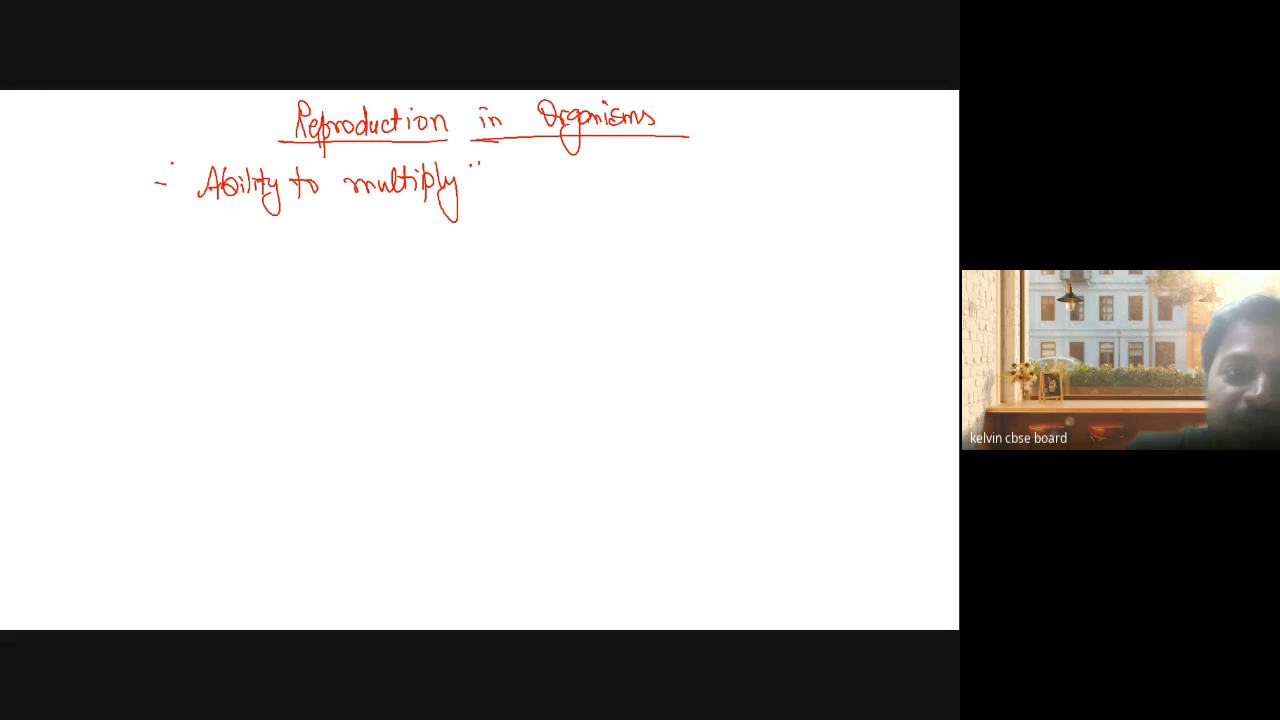 Reproduction in Organisms
- "Ability to multiply"
kelvin cbse board